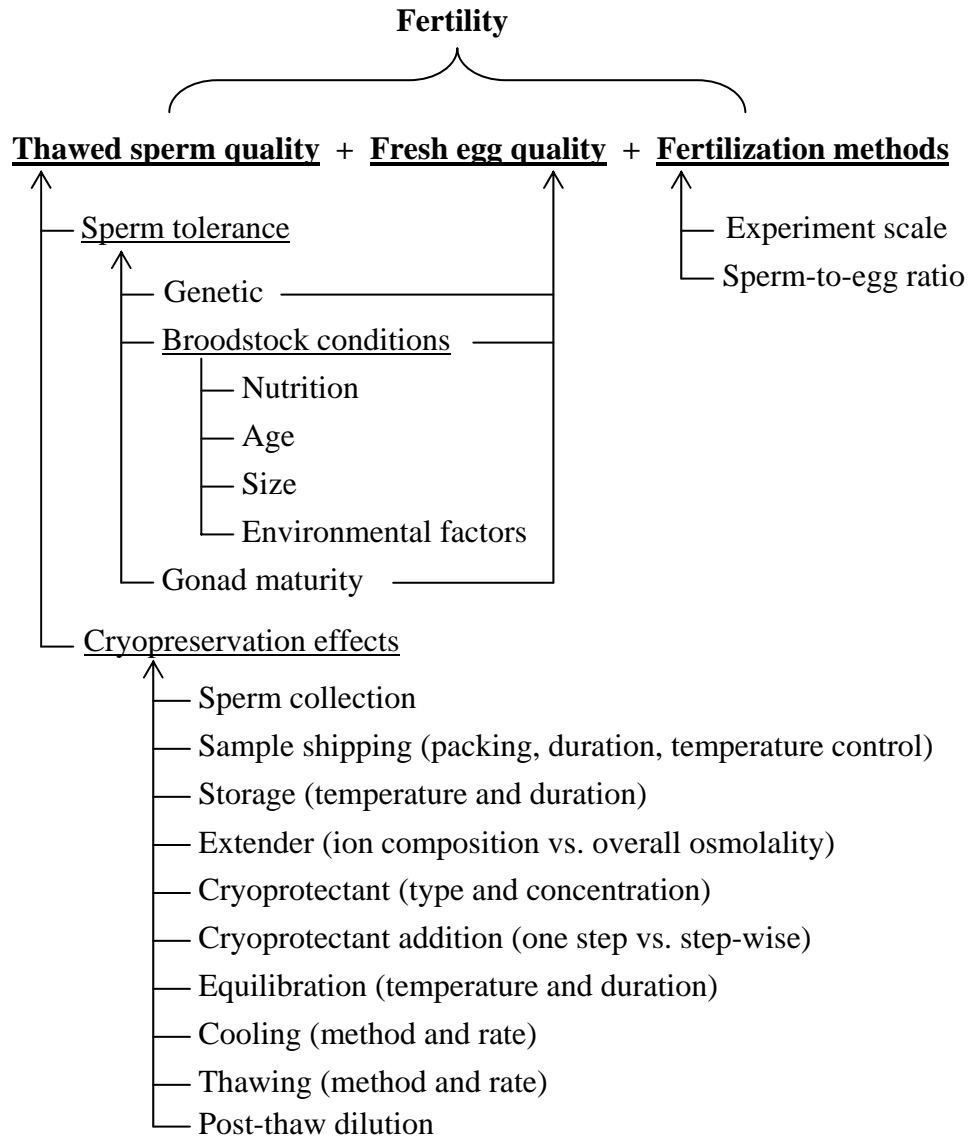 Fertility
Thawed sperm quality + Fresh egg quality + Fertilization methods
Sperm tolerance
Experiment scale
Sperm-to-egg ratio
Genetic
Broodstock conditions
Nutrition
Age
Size
Environmental factors
Gonad maturity
Cryopreservation effects
Sperm collection
Sample shipping (packing, duration, temperature control)
Storage (temperature and duration)
Extender (ion composition vs. overall osmolality)
Cryoprotectant (type and concentration)
Cryoprotectant addition (one step vs. step-wise)
Equilibration (temperature and duration)
Cooling (method and rate)
Thawing (method and rate)
Post-thaw dilution